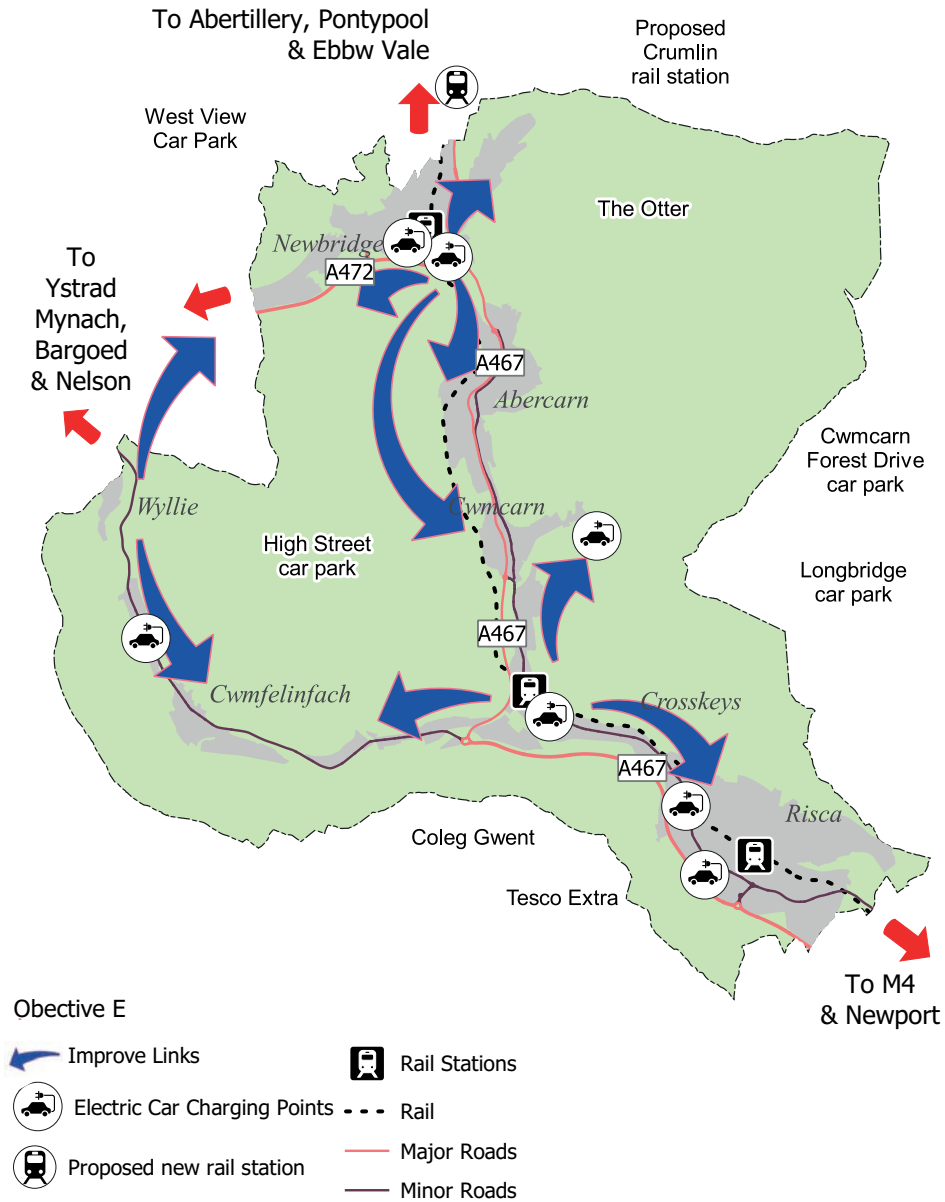 To Abertillery, Pontypool
& Ebbw Vale
Proposed
Crumlin
rail station
West View
Car Park
The Otter
Newbridge
A472
To
Ystrad
Mynach,
Bargoed
& Nelson
A467
Abercarn
Cwmcarn
Forest Drive
car park
Wyllie
Cwmcarn
High Street
car park
Longbridge
car park
A467
Cwmfelinfach
Crosskeys
A467
Risca
Coleg Gwent
Tesco Extra
To M4
& Newport
Obective E
Improve Links
Electric Car Charging Points
Proposed new rail station
Rail Stations
Rail
Major Roads
Minor Roads